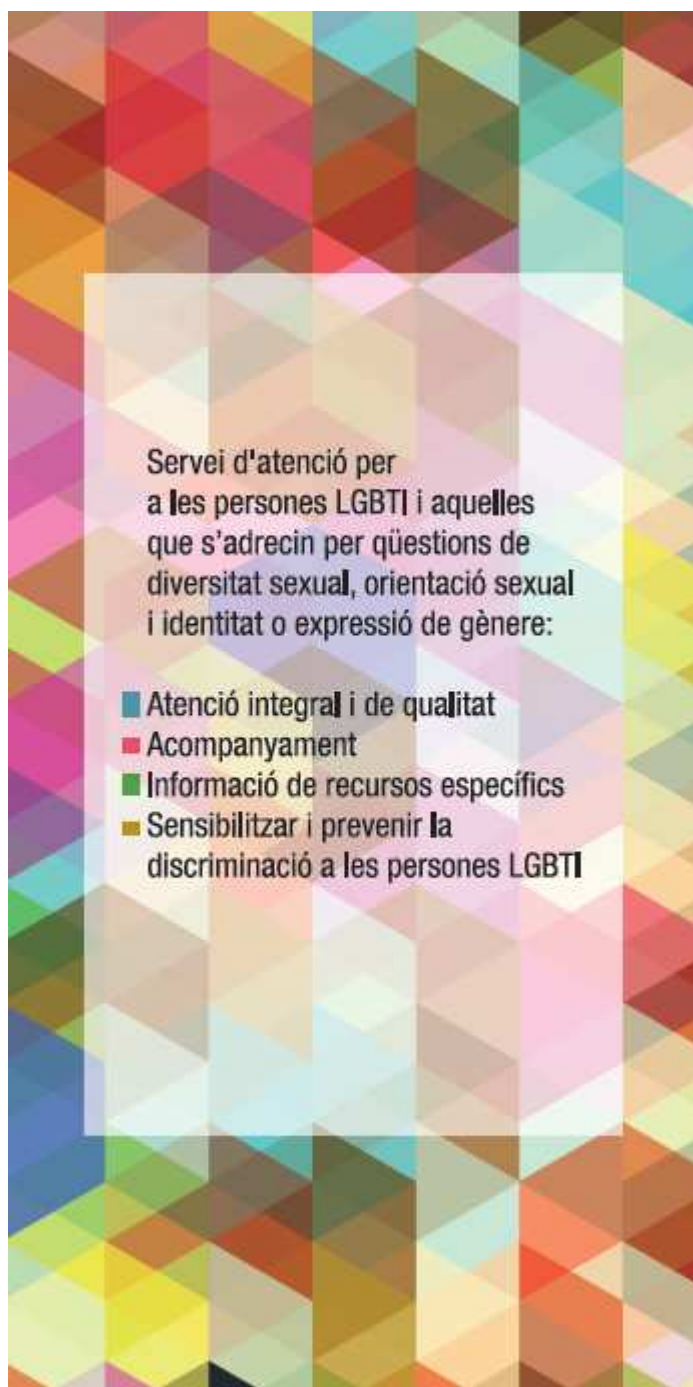 Servei d'atenció per
a les persones LGBTI i aquelles
que s’adrecin per qüestions de
diversitat sexual, orientació sexual
i identitat o expressió de gènere:
Atenció integral i de qualitat
Acompanyament
Informació de recursos específics
Sensibilitzar i prevenir la
discriminació a les persones LGBTI